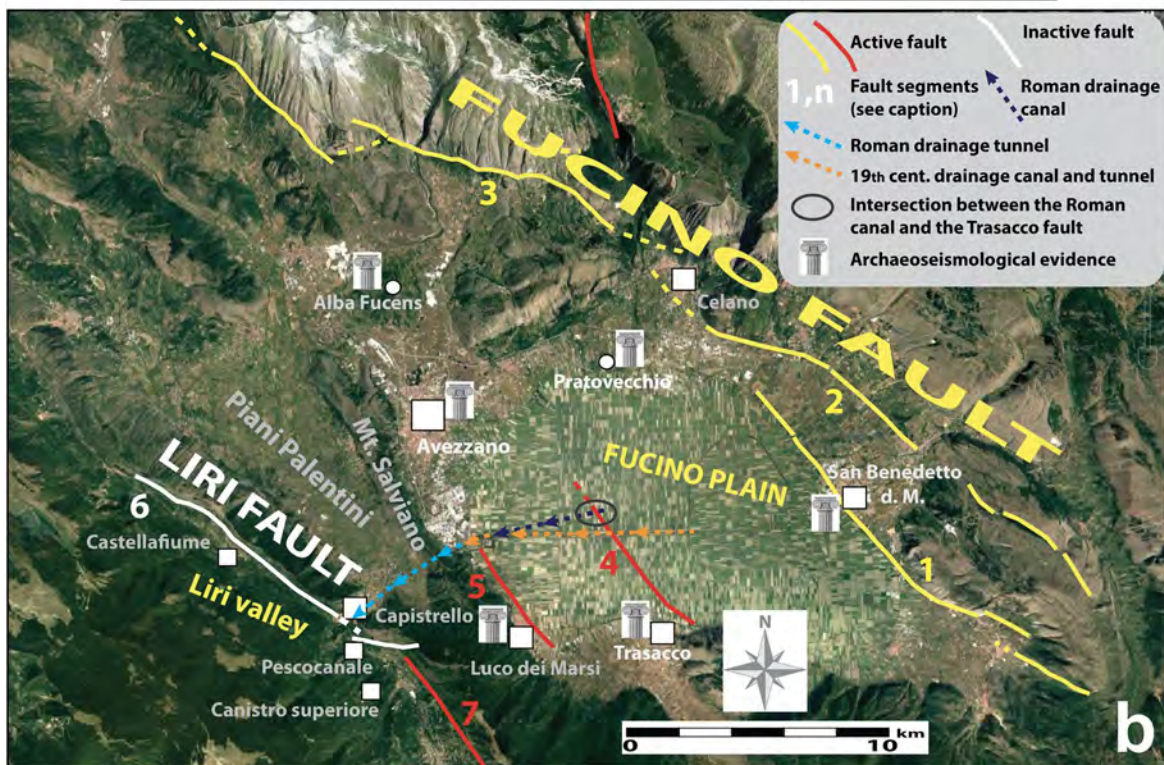 Active fault
Inactive fault
1,n
Fault segments
(see caption)
Roman drainage
canal
Roman drainage tunnel
19th cent. drainage canal and tunnel
Intersection between the Roman
canal and the Trasacco fault
Archaeoseismological evidence
FUCINO FAULT
3
Alba Fucens
Celano
Pratovecchio
2
Piani Palentini
Mt. Salviano
Avezzano
FUCINO PLAIN
San Benedetto
d. M.
LIRI FAULT
6
Castellafiume
Liri valley
5
4
1
Capistrello
Luco dei Marsi
Trasacco
N
Pescocanale
Canistro superiore
7
0
10
km
b